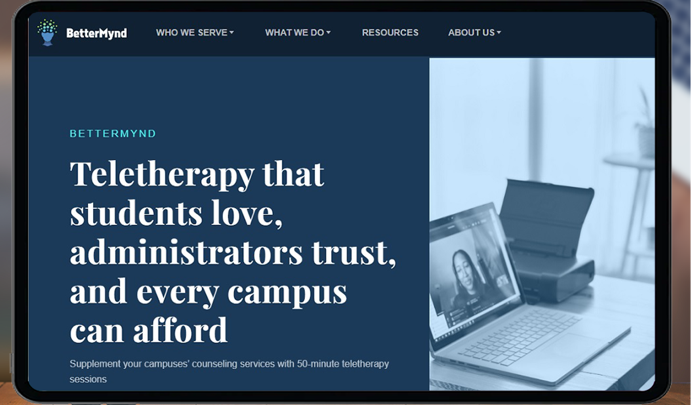 BetterMynd WHO WE SERVE WHAT WE DO RESOURCES ABOUT US
BETTERMYND
Teletherapy that
students love,
administrators trust,
and every campus
can afford
Supplement your campuses' counseling services with 50-minute teletherapy
sessions